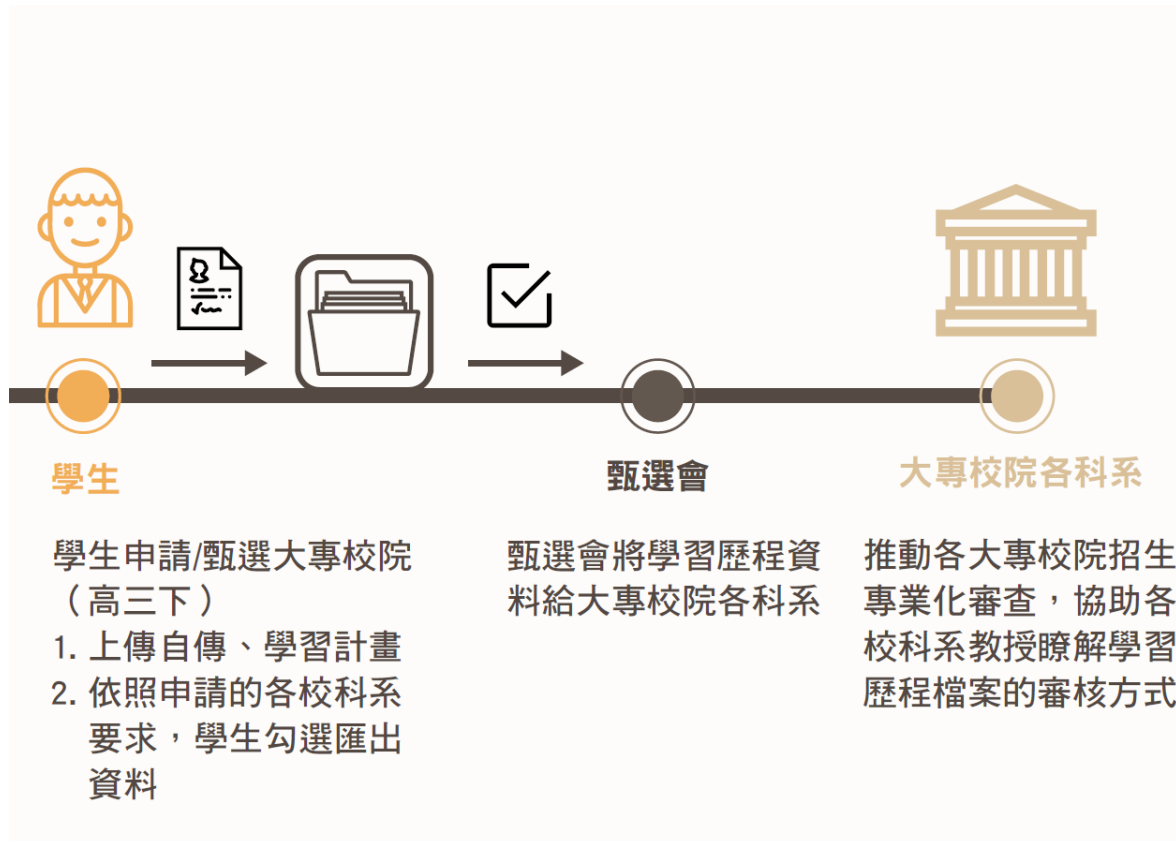 學生
學生申請/甄選大專校院
（高三下）
1. 上傳自傳、學習計畫
2. 依照申請的各校科系
要求，學生勾選匯出
資料
甄選會
甄選會將學習歷程資
料給大專校院各科系
大專校院各科系
推動各大專校院招生
專業化審查，協助各
校科系教授瞭解學習
歷程檔案的審核方式